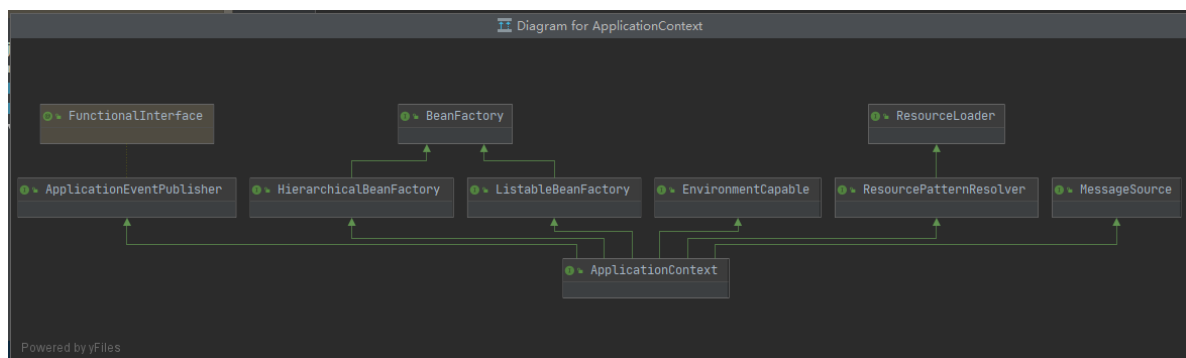 Diagram for ApplicationContext
FunctionalInterface
BeanFactory
ResourceLoader
ApplicationEventPublisher
HierarchicalBeanFactory
ListableBeanFactory
EnvironmentCapable
ResourcePatternResolver
MessageSource
ApplicationContext
Powered by yFiles